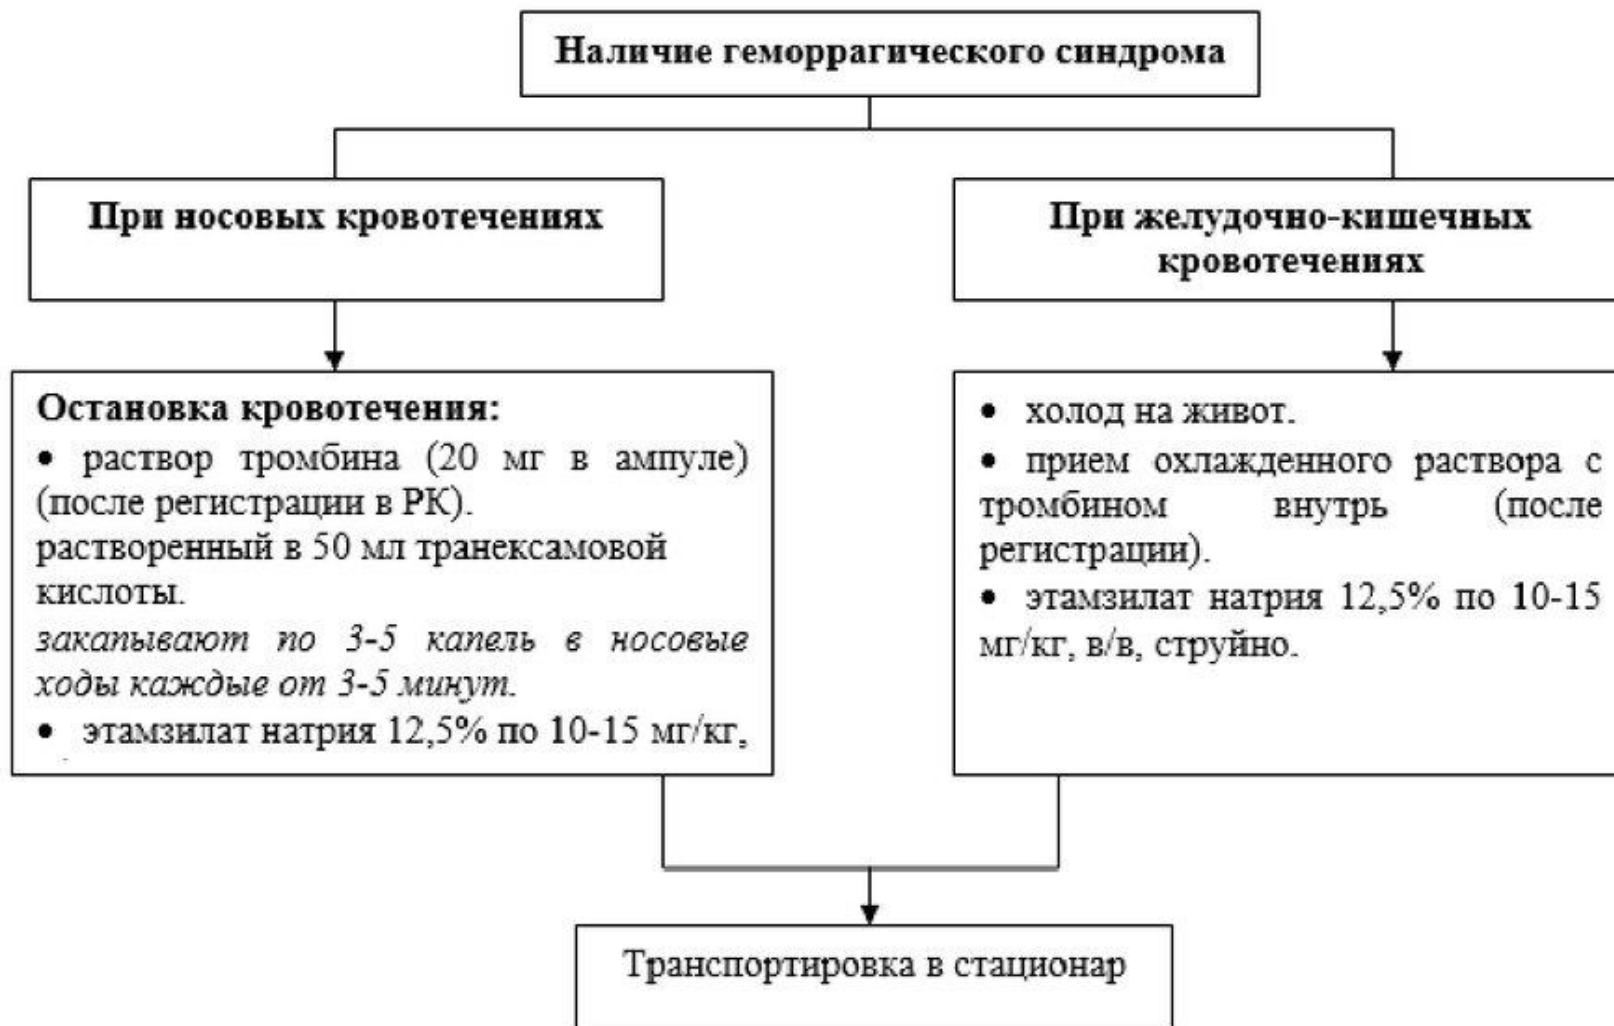 Наличие геморрагического синдрома
При носовых кровотечениях
При желудочно-кишечных
кровотечениях
Остановка кровотечения:
• раствор тромбина (20 мг в ампуле)
(после регистрации в РК).
растворенный в 50 мл транексамовой
кислоты.
закапывают по 3-5 капель в носовые
ходы каждые от 3-5 минут.
• этамзилат натрия 12,5% по 10-15 мг/кг,
• холод на живот.
• прием охлажденного раствора с
тромбином внутрь (после
регистрации).
• этамзилат натрия 12,5% по 10-15
мг/кг, в/в, струйно.
Транспортировка в стационар